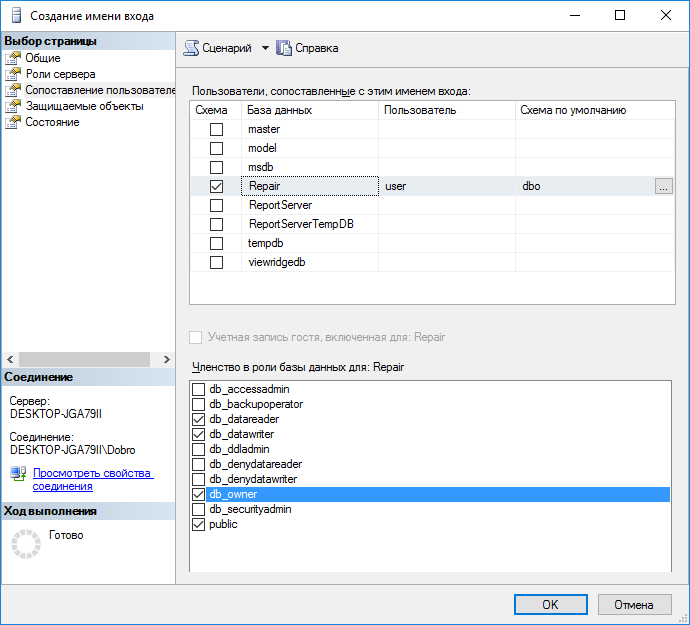 Создание имени входа
Выбор страницы
Общие
Роли сервера
Сопоставление пользователе
Защищаемые объекты
Состояние
Сценарий
Справка
Пользователи, сопоставленные с этим именем входа:
Схема База данных Пользователь Схема по умолчанию
master
model
msdb
Repair user dbo ...
ReportServer
ReportServerTempDB
tempdb
viewridgedb
Учетная запись гостя, включенная для: Repair
Членство в роли базы данных для: Repair
db_accessadmin
db_backupoperator
db_datareader
db_datawriter
db_ddladmin
db_denydatareader
db_denydatawriter
db_owner
db_securityadmin
public
Соединение
Сервер:
DESKTOP-JGA79II
Соединение:
DESKTOP-JGA79II\Dobro
Просмотреть свойства
соединения
Ход выполнения
Готово
OK
Отмена